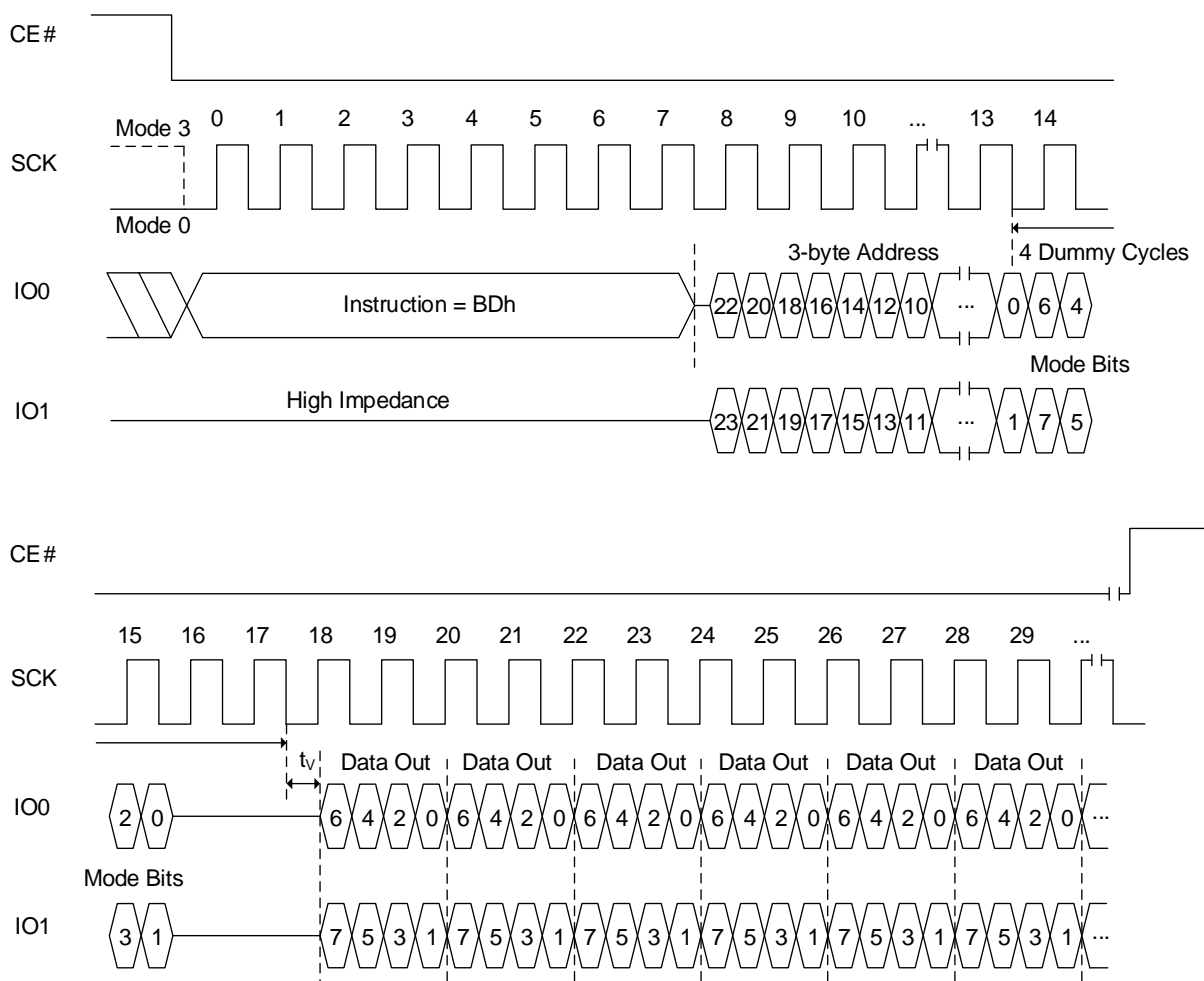 CE#
Mode 3 0 1 2 3 4 5 6 7 8 9 10 ... 13 14
SCK
Mode 0
3-byte Address 4 Dummy Cycles
IO0 Instruction = BDh 22 20 18 16 14 12 10 ... 0 6 4
Mode Bits
IO1 High Impedance 23 21 19 17 15 13 11 ... 1 7 5
CE#
15 16 17 18 19 20 21 22 23 24 25 26 27 28 29 ...
SCK
tV Data Out Data Out Data Out Data Out Data Out Data Out
IO0 2 0 6 4 2 0 6 4 2 0 6 4 2 0 6 4 2 0 6 4 2 0 6 4 2 0 ...
Mode Bits
IO1 3 1 7 5 3 1 7 5 3 1 7 5 3 1 7 5 3 1 7 5 3 1 7 5 3 1 ...